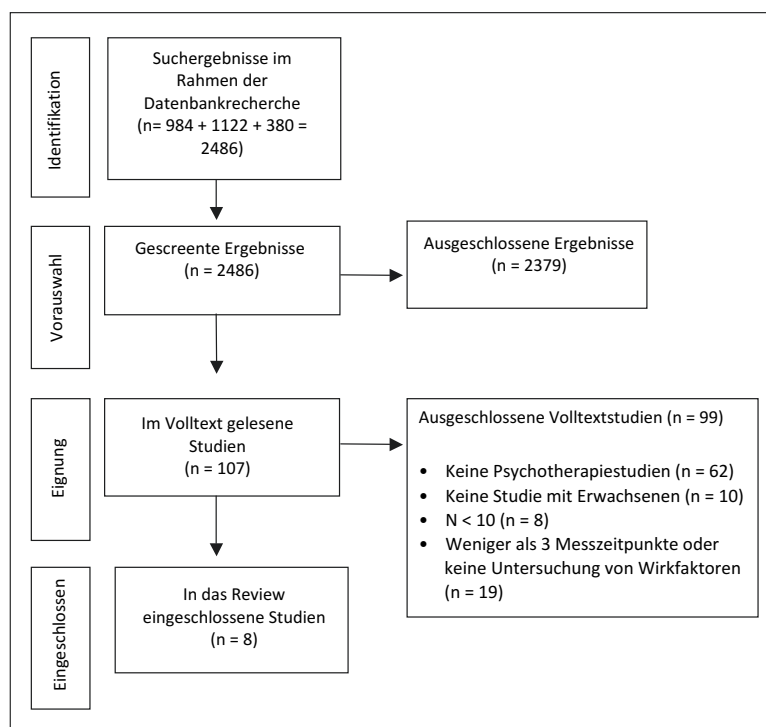 Identifikation
Suchergebnisse im
Rahmen der
Datenbankrecherche
(n= 984 + 1122 + 380 =
2486)
Vorauswahl
Gescreente Ergebnisse
(n = 2486)
Ausgeschlossene Ergebnisse
(n = 2379)
Eignung
Im Volltext gelesene
Studien
(n = 107)
Ausgeschlossene Volltextstudien (n = 99)
• Keine Psychotherapiestudien (n = 62)
• Keine Studie mit Erwachsenen (n = 10)
• N < 10 (n = 8)
• Weniger als 3 Messzeitpunkte oder
keine Untersuchung von Wirkfaktoren
(n = 19)
Eingeschlossen
In das Review
eingeschlossene Studien
(n = 8)